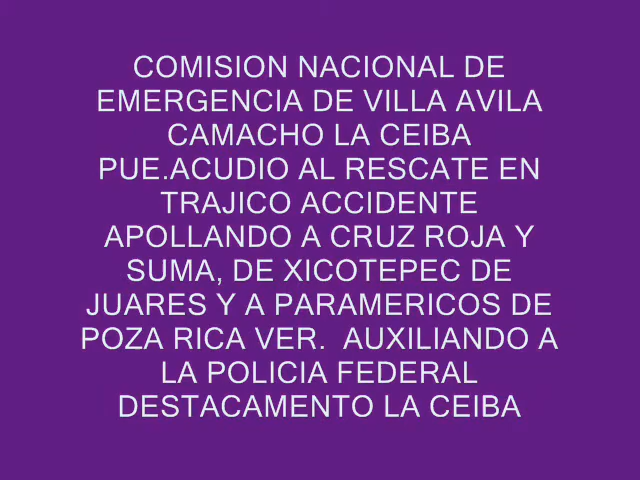 COMISION NACIONAL DE
EMERGENCIA DE VILLA AVILA
CAMACHO LA CEIBA
PUE.ACUDIO AL RESCATE EN
TRAJICO ACCIDENTE
APOLLANDO A CRUZ ROJA Y
SUMA, DE XICOTEPEC DE
JUARES Y A PARAMERICOS DE
POZA RICA VER.  AUXILIANDO A
LA POLICIA FEDERAL
DESTACAMENTO LA CEIBA